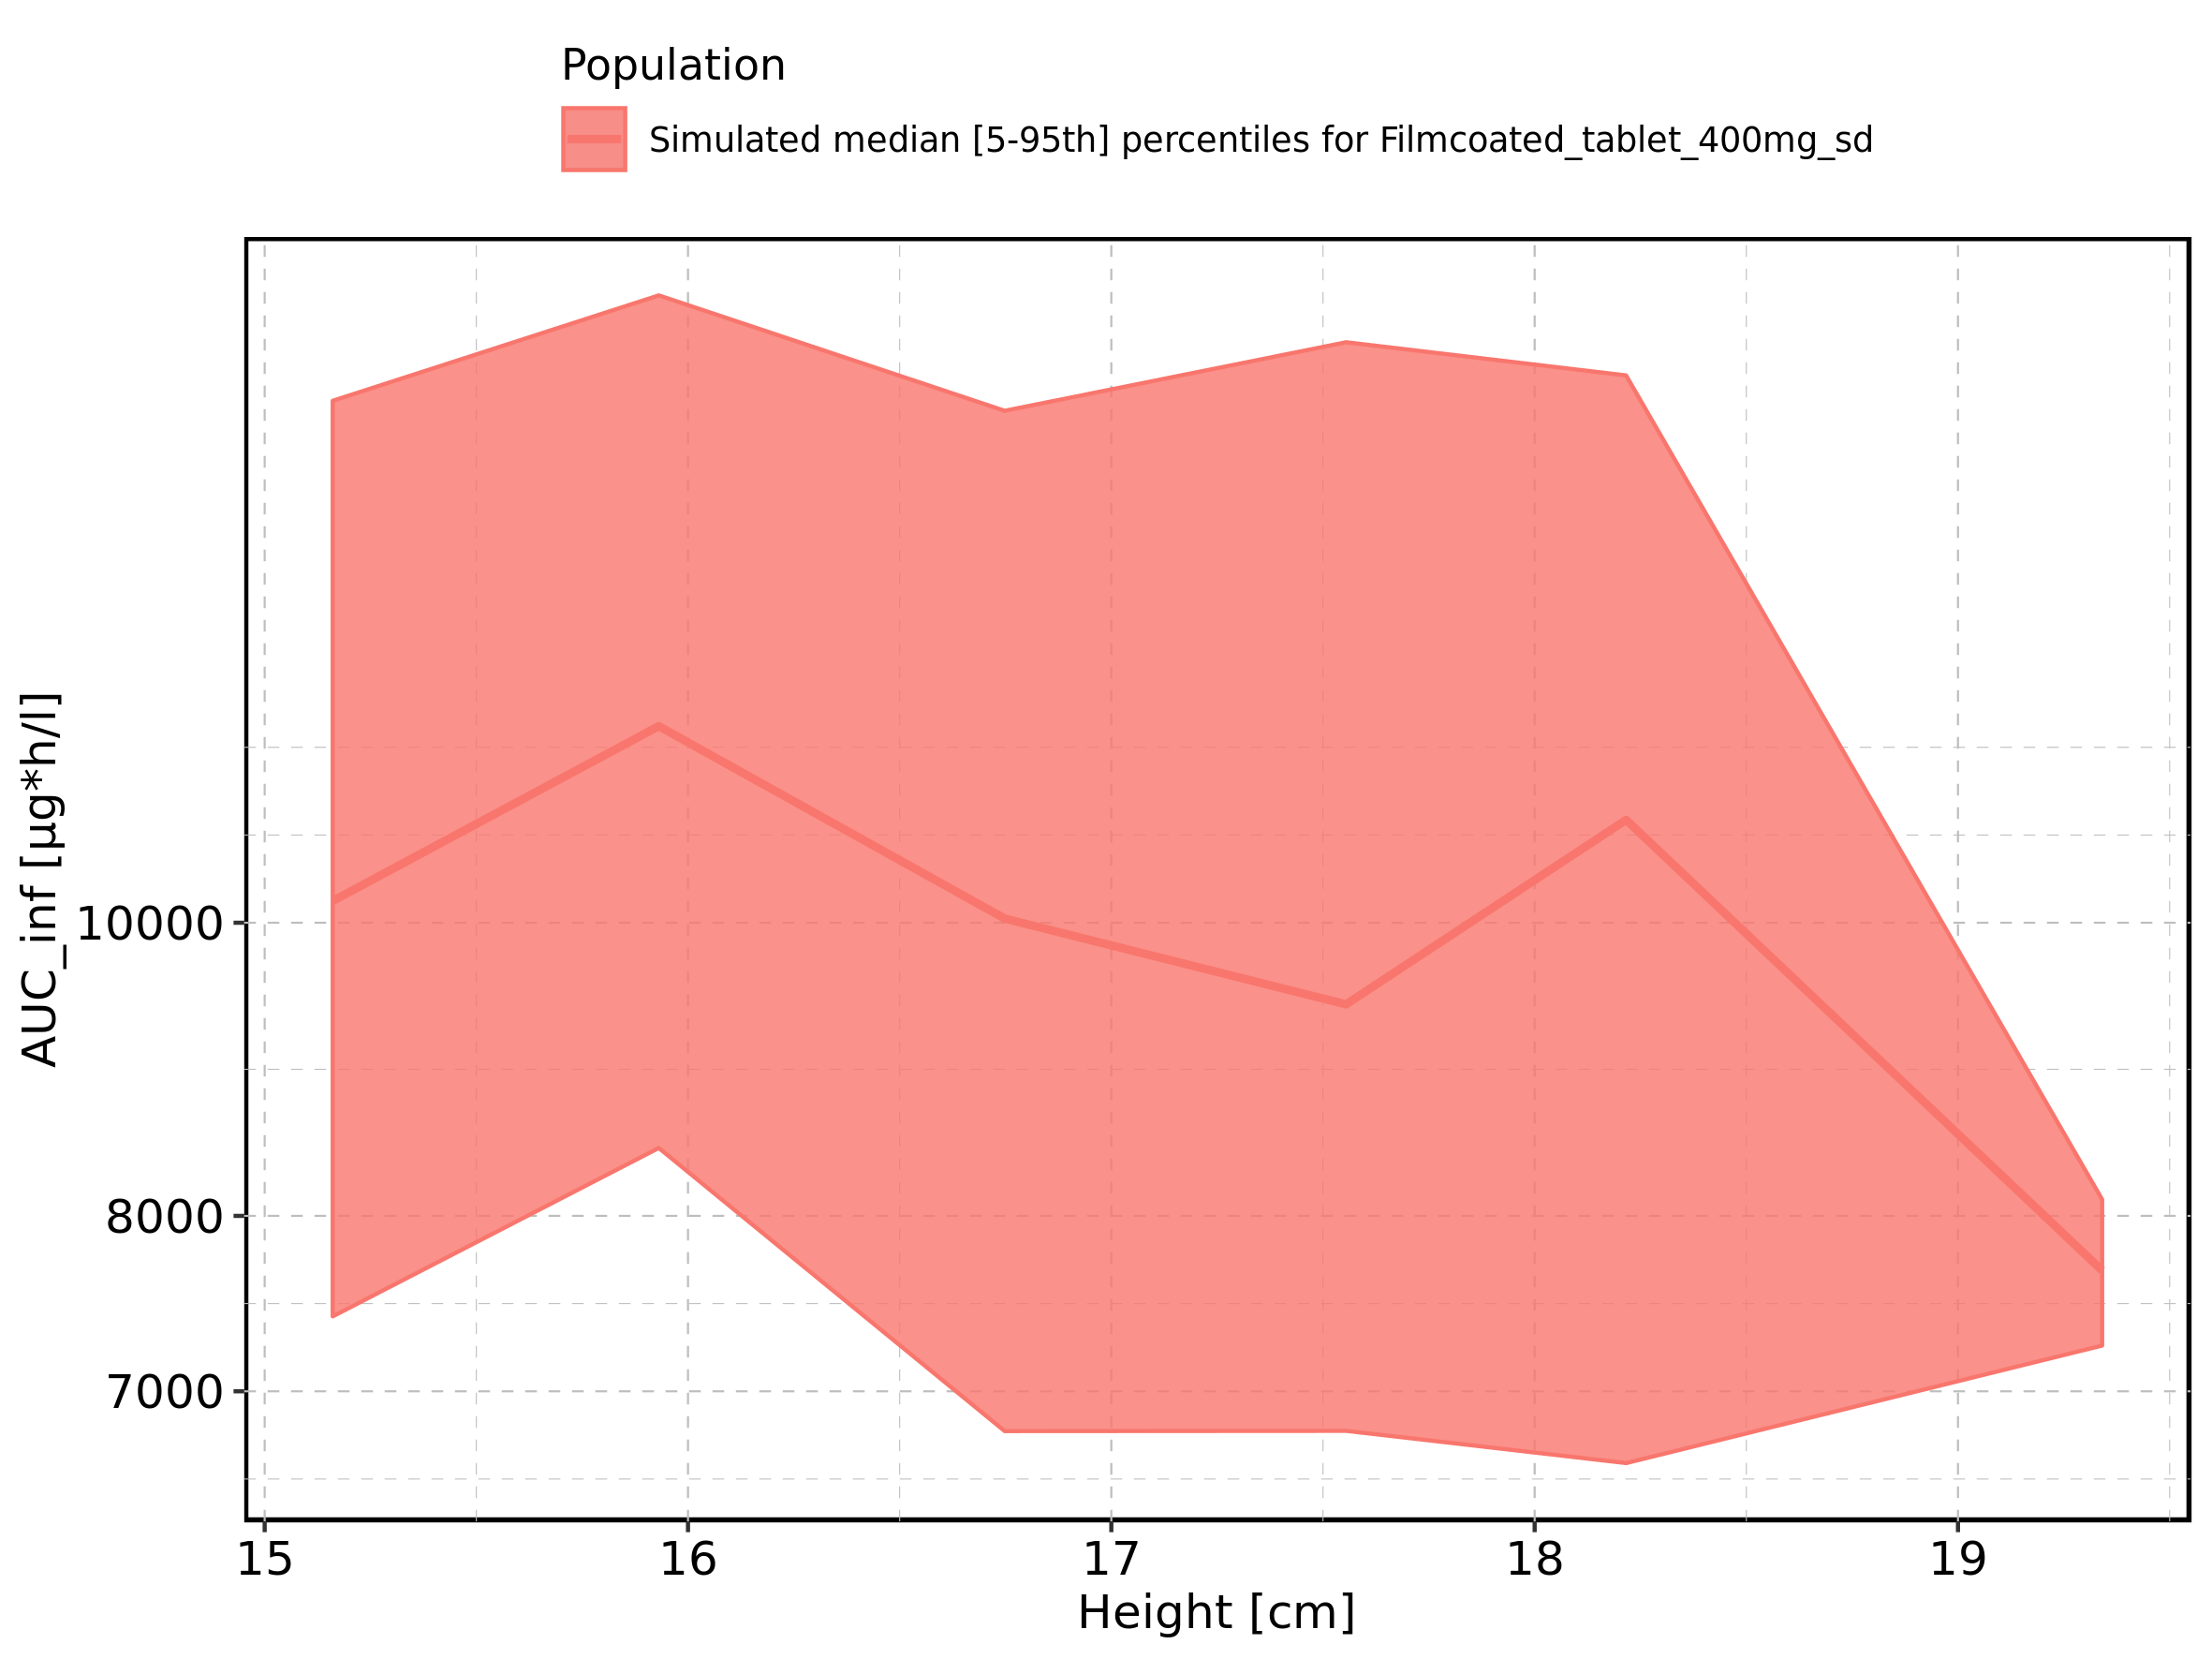 Population
Simulated median [5-95th] percentiles for Filmcoated_tablet_400mg_sd
AUC_inf [µg*h/l]
10000
8000
7000
15 16 17 18 19
Height [cm]